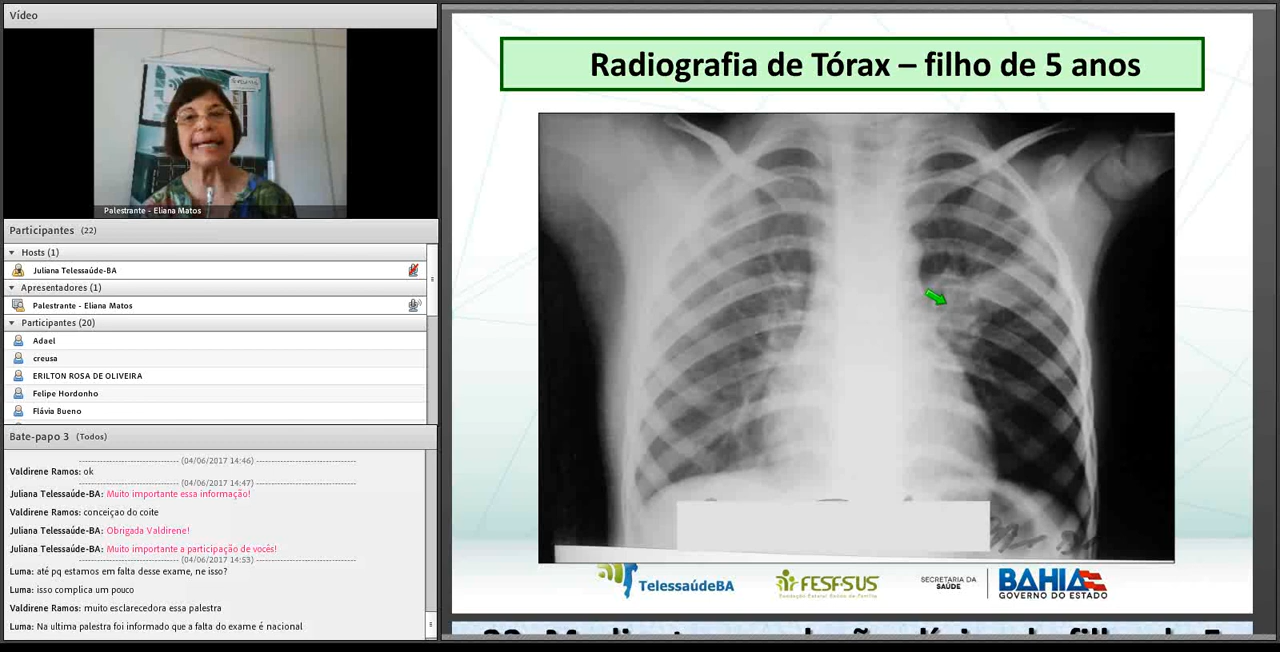 Vídeo
Palestrante - Eliana Matos
Participantes (22)
Hosts (1)
Juliana Telessaúde-BA
Apresentadores (1)
Palestrante - Eliana Matos
Participantes (20)
Adael
creusa
ERILTON ROSA DE OLIVEIRA
Felipe Hordonho
Flávia Bueno
Bate-papo 3 (Todos)
(04/06/2017 14:46)
Valdirene Ramos: ok
(04/06/2017 14:47)
Juliana Telessaúde-BA: Muito importante essa informação!
Valdirene Ramos: conceiçao do coite
Juliana Telessaúde-BA: Obrigada Valdirene!
Juliana Telessaúde-BA: Muito importante a participação de vocês!
(04/06/2017 14:53)
Luma: até pq estamos em falta desse exame, ne isso?
Luma: isso complica um pouco
Valdirene Ramos: muito esclarecedora essa palestra
Luma: Na ultima palestra foi informado que a falta do exame é nacional
Radiografia de Tórax – filho de 5 anos
TelessaúdeBA
FESFSUS
Fundação Estatal Saúde da Família
SECRETARIA DA
SAÚDE
BAHIA
GOVERNO DO ESTADO